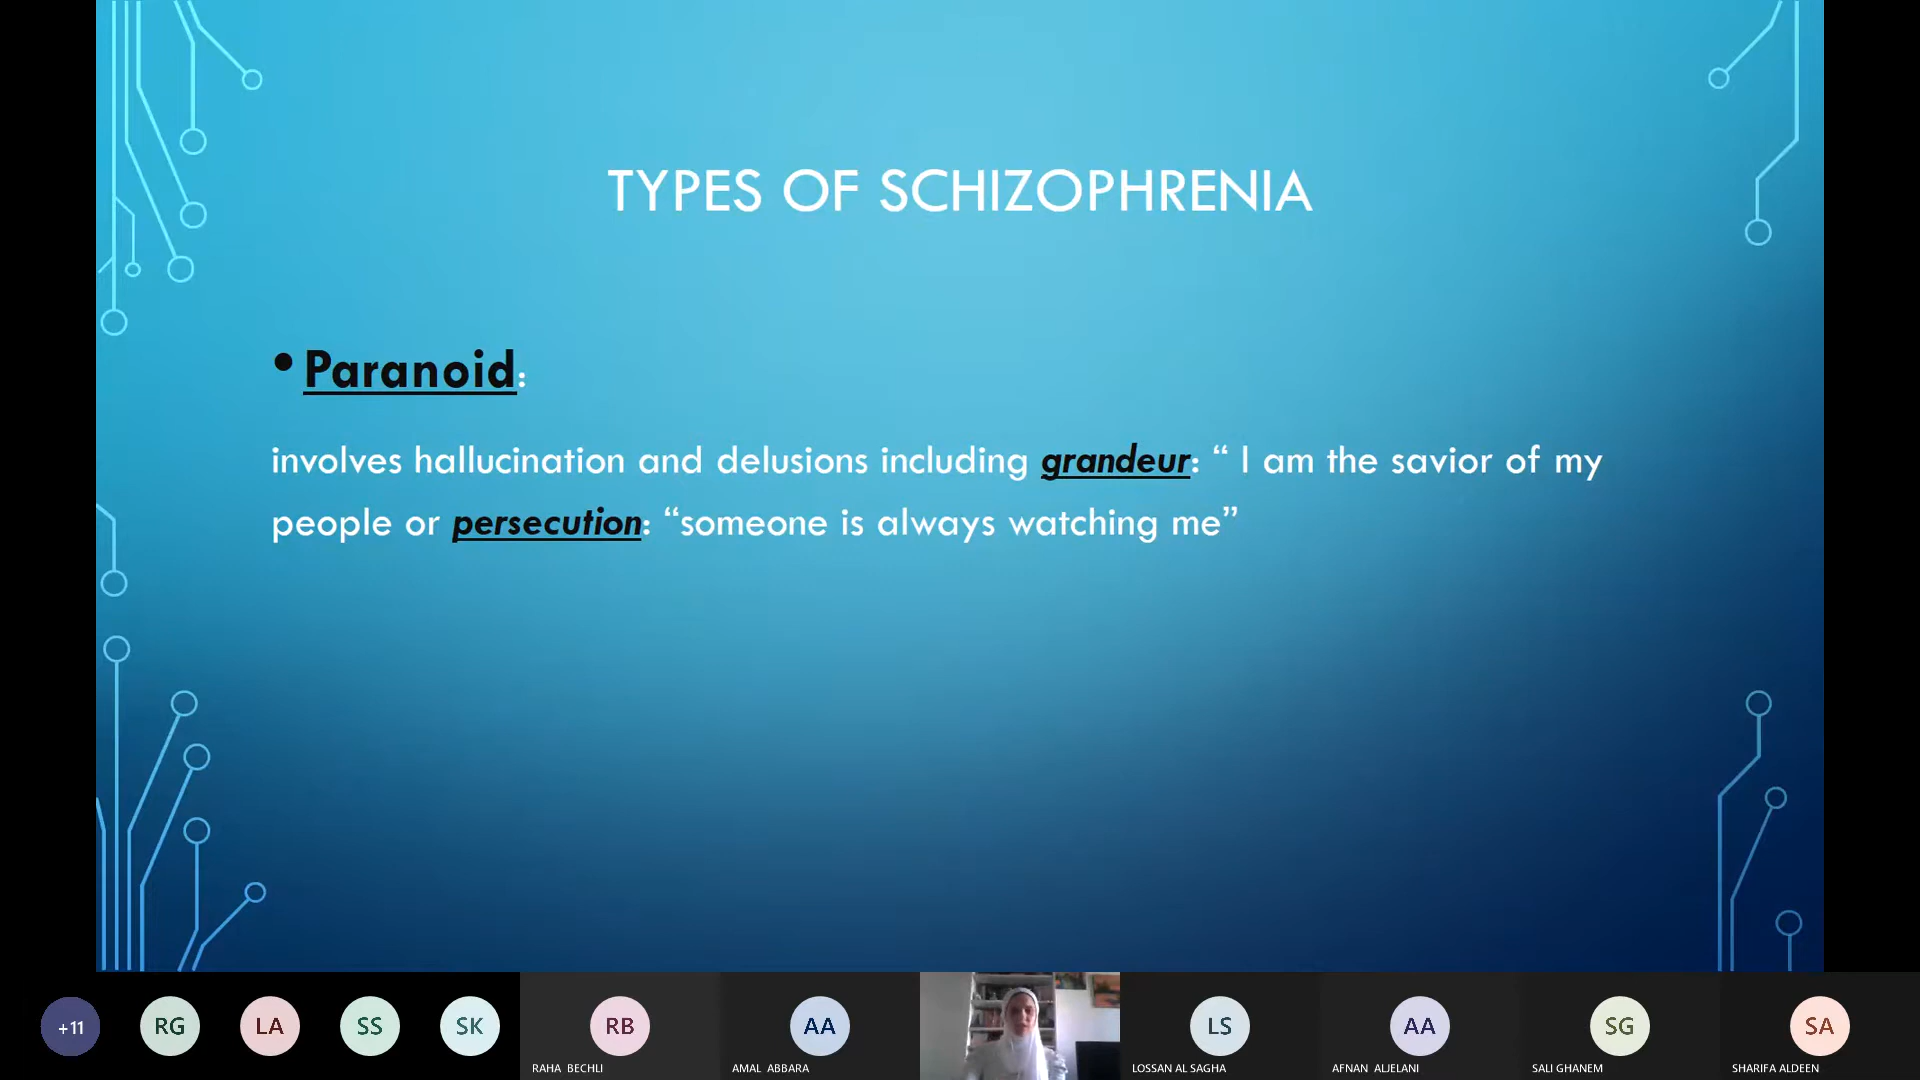 TYPES OF SCHIZOPHRENIA
• Paranoid:
involves hallucination and delusions including grandeur: “ I am the savior of my
people or persecution: “someone is always watching me”
+11
RG
LA
SS
SK
RB
AA
LS
AA
SG
SA
RAHA BECHLI
AMAL ABBARA
LOSSAN AL SAGHA
AFNAN ALJELANI
SALI GHANEM
SHARIFA ALDEEN